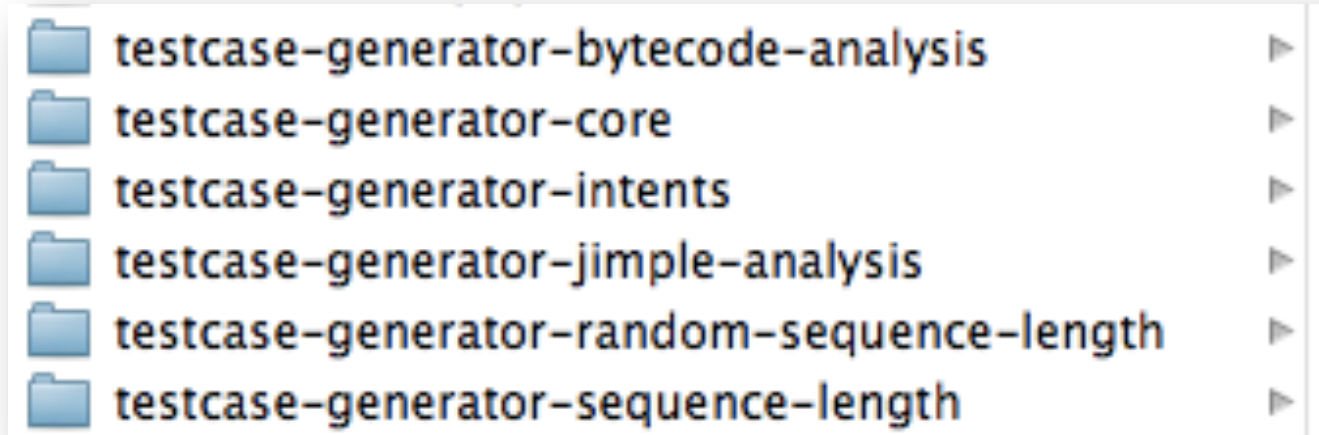 testcase-generator-bytecode-analysis
testcase-generator-core
testcase-generator-intents
testcase-generator-jimple-analysis
testcase-generator-random-sequence-length
testcase-generator-sequence-length